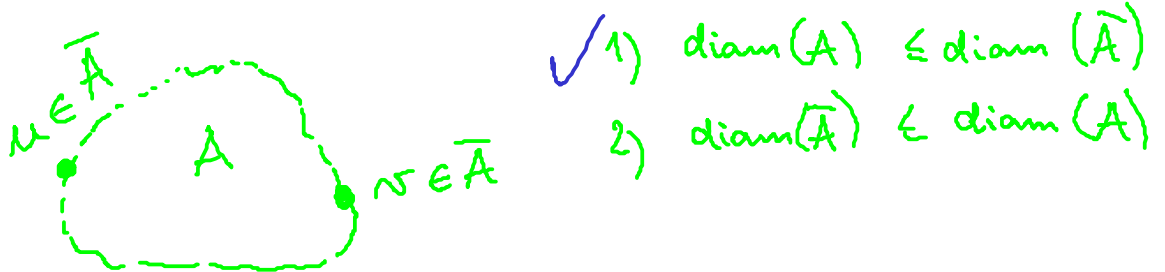 u ∈ A̅
A
v ∈ A̅
✓ 1) diam (A) ≤ diam (A̅)
2) diam (A̅) ≤ diam (A)